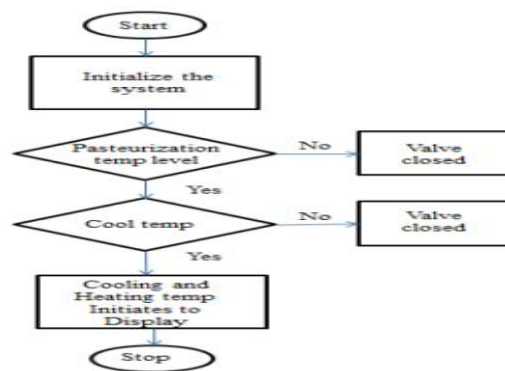 Start
Initialize the
system
Pasteurization
temp level
No
Valve
closed
Yes
Cool temp
No
Valve
closed
Yes
Cooling and
Heating temp
Initiates to
Display
Stop